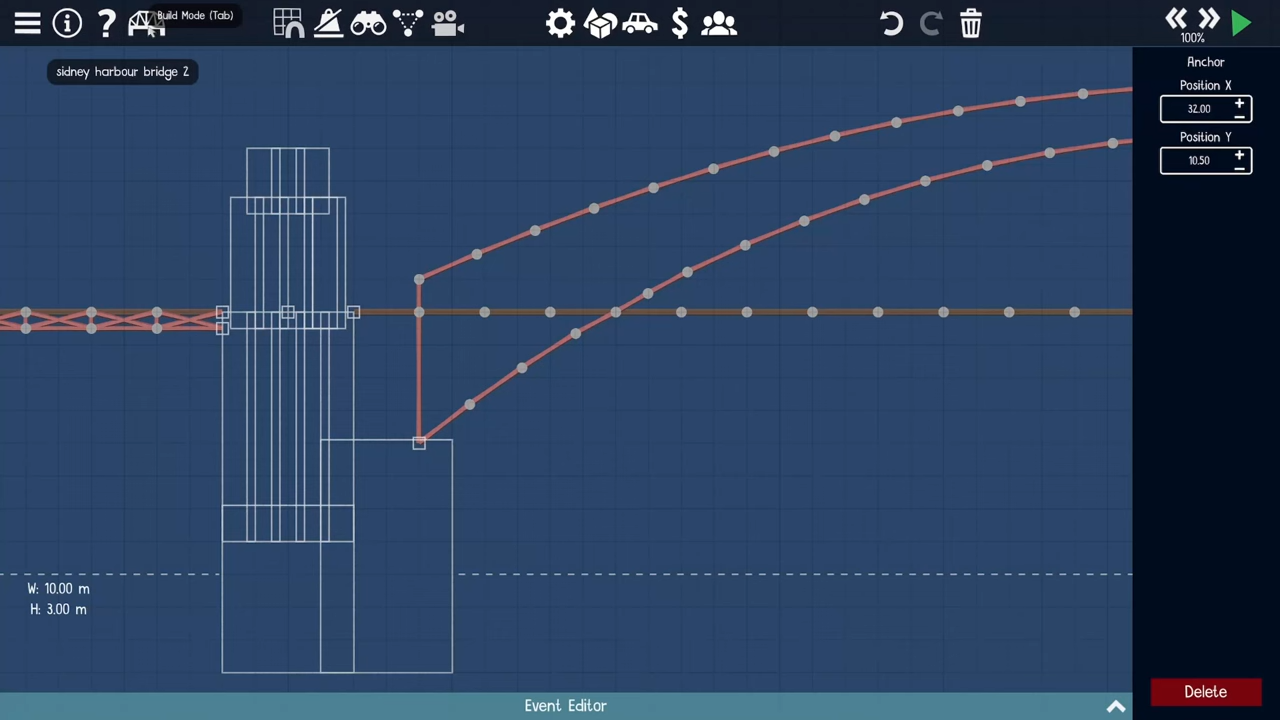 Build Mode (Tab)
$
100%
sidney harbour bridge 2
Anchor
Position X
32.00
Position Y
10.50
W: 10.00 m
H: 3.00 m
Delete
Event Editor